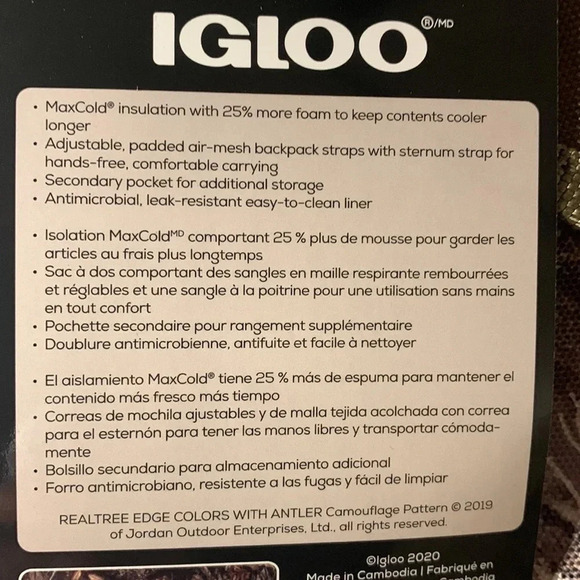 IGLOO®/MD
• MaxCold® insulation with 25% more foam to keep contents cooler
longer
• Adjustable, padded air-mesh backpack straps with sternum strap for
hands-free, comfortable carrying
• Secondary pocket for additional storage
• Antimicrobial, leak-resistant easy-to-clean liner
• Isolation MaxColdMD comportant 25 % plus de mousse pour garder les
articles au frais plus longtemps
• Sac à dos comportant des sangles en maille respirante rembourrées
et réglables et une sangle à la poitrine pour une utilisation sans mains
en tout confort
• Pochette secondaire pour rangement supplémentaire
• Doublure antimicrobienne, antifuite et facile à nettoyer
• El aislamiento MaxCold® tiene 25 % más de espuma para mantener el
contenido más fresco más tiempo
• Correas de mochila ajustables y de malla tejida acolchada con correa
para el esternón para tener las manos libres y transportar cómoda-
mente
• Bolsillo secundario para almacenamiento adicional
• Forro antimicrobiano, resistente a las fugas y fácil de limpiar
REALTREE EDGE COLORS WITH ANTLER Camouflage Pattern © 2019
of Jordan Outdoor Enterprises, Ltd., all rights reserved.
©Igloo 2020
Made in Cambodia | Fabriqué en
Cambodia